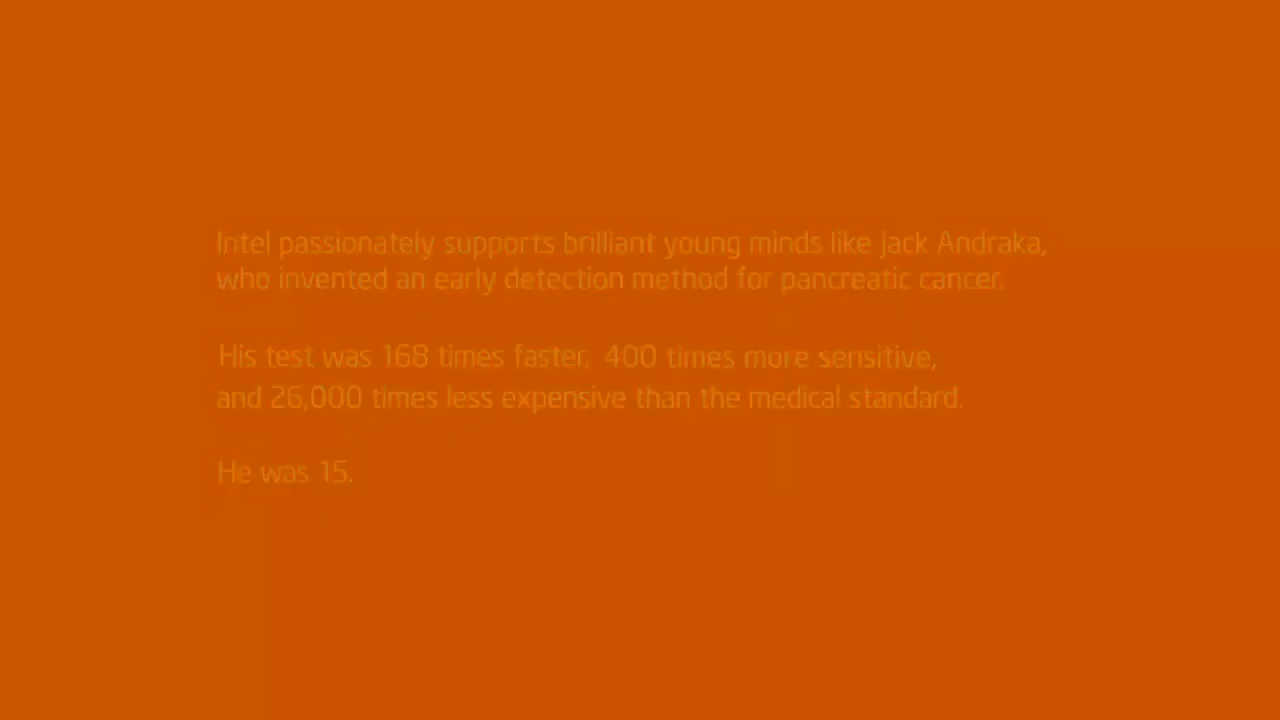 Intel passionately supports brilliant young minds like Jack Andraka,
who invented an early detection method for pancreatic cancer.
His test was 168 times faster, 400 times more sensitive,
and 26,000 times less expensive than the medical standard.
He was 15.